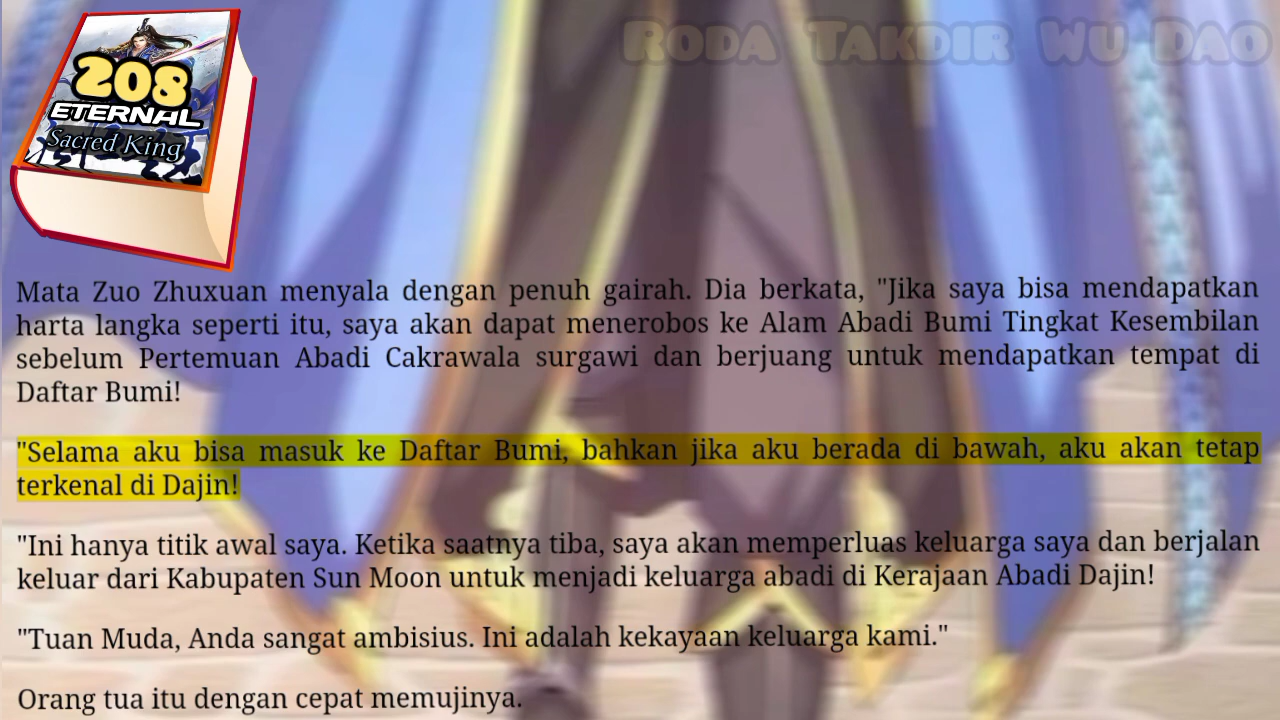 RODA TAKDIR WU DAO
208
ETERNAL
Sacred King
Mata Zuo Zhuxuan menyala dengan penuh gairah. Dia berkata, "Jika saya bisa mendapatkan
harta langka seperti itu, saya akan dapat menerobos ke Alam Abadi Bumi Tingkat Kesembilan
sebelum Pertemuan Abadi Cakrawala surgawi dan berjuang untuk mendapatkan tempat di
Daftar Bumi!
"Selama aku bisa masuk ke Daftar Bumi, bahkan jika aku berada di bawah, aku akan tetap
terkenal di Dajin!
"Ini hanya titik awal saya. Ketika saatnya tiba, saya akan memperluas keluarga saya dan berjalan
keluar dari Kabupaten Sun Moon untuk menjadi keluarga abadi di Kerajaan Abadi Dajin!
"Tuan Muda, Anda sangat ambisius. Ini adalah kekayaan keluarga kami."
Orang tua itu dengan cepat memujinya.